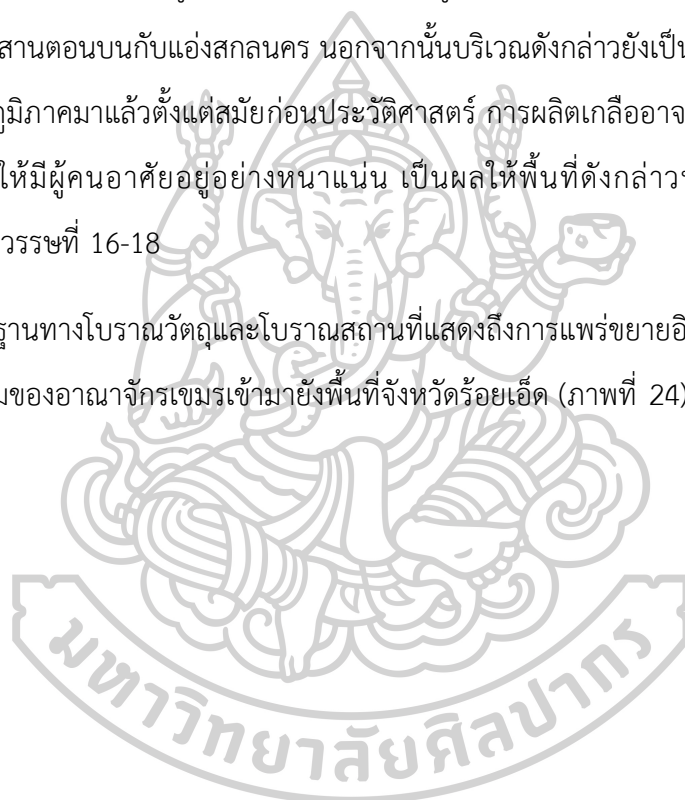 สานตอนบนกับแอ่งสกลนคร นอกจากนั้นบริเวณดังกล่าวยังเป็น
ภูมิภาคมาแล้วตั้งแต่สมัยก่อนประวัติศาสตร์ การผลิตเกลืออาจ
ให้มีผู้คนอาศัยอยู่อย่างหนาแน่น เป็นผลให้พื้นที่ดังกล่าว
วรรษที่ 16-18
ฐานทางโบราณวัตถุและโบราณสถานที่แสดงถึงการแพร่ขยายอิ
มของอาณาจักรเขมรเข้ามายังพื้นที่จังหวัดร้อยเอ็ด (ภาพที่ 24)
มหาวิทยาลัยศิลปากร